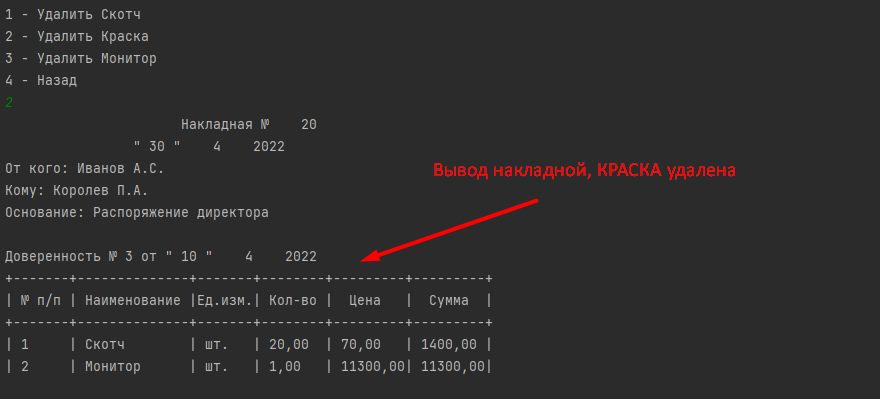 1 - Удалить Скотч
2 - Удалить Краска
3 - Удалить Монитор
4 - Назад
2
Накладная №    20
" 30 "    4    2022
От кого: Иванов А.С.
Вывод накладной, КРАСКА удалена
Кому: Королев П.А.
Основание: Распоряжение директора
Доверенность № 3 от " 10 "    4    2022
+-------+--------------+-------+--------+---------+---------+
| № п/п | Наименование |Ед.изм.| Кол-во |  Цена   |  Сумма  |
+-------+--------------+-------+--------+---------+---------+
| 1     | Скотч        | шт.   | 20,00  | 70,00   | 1400,00 |
| 2     | Монитор      | шт.   | 1,00   | 11300,00| 11300,00|